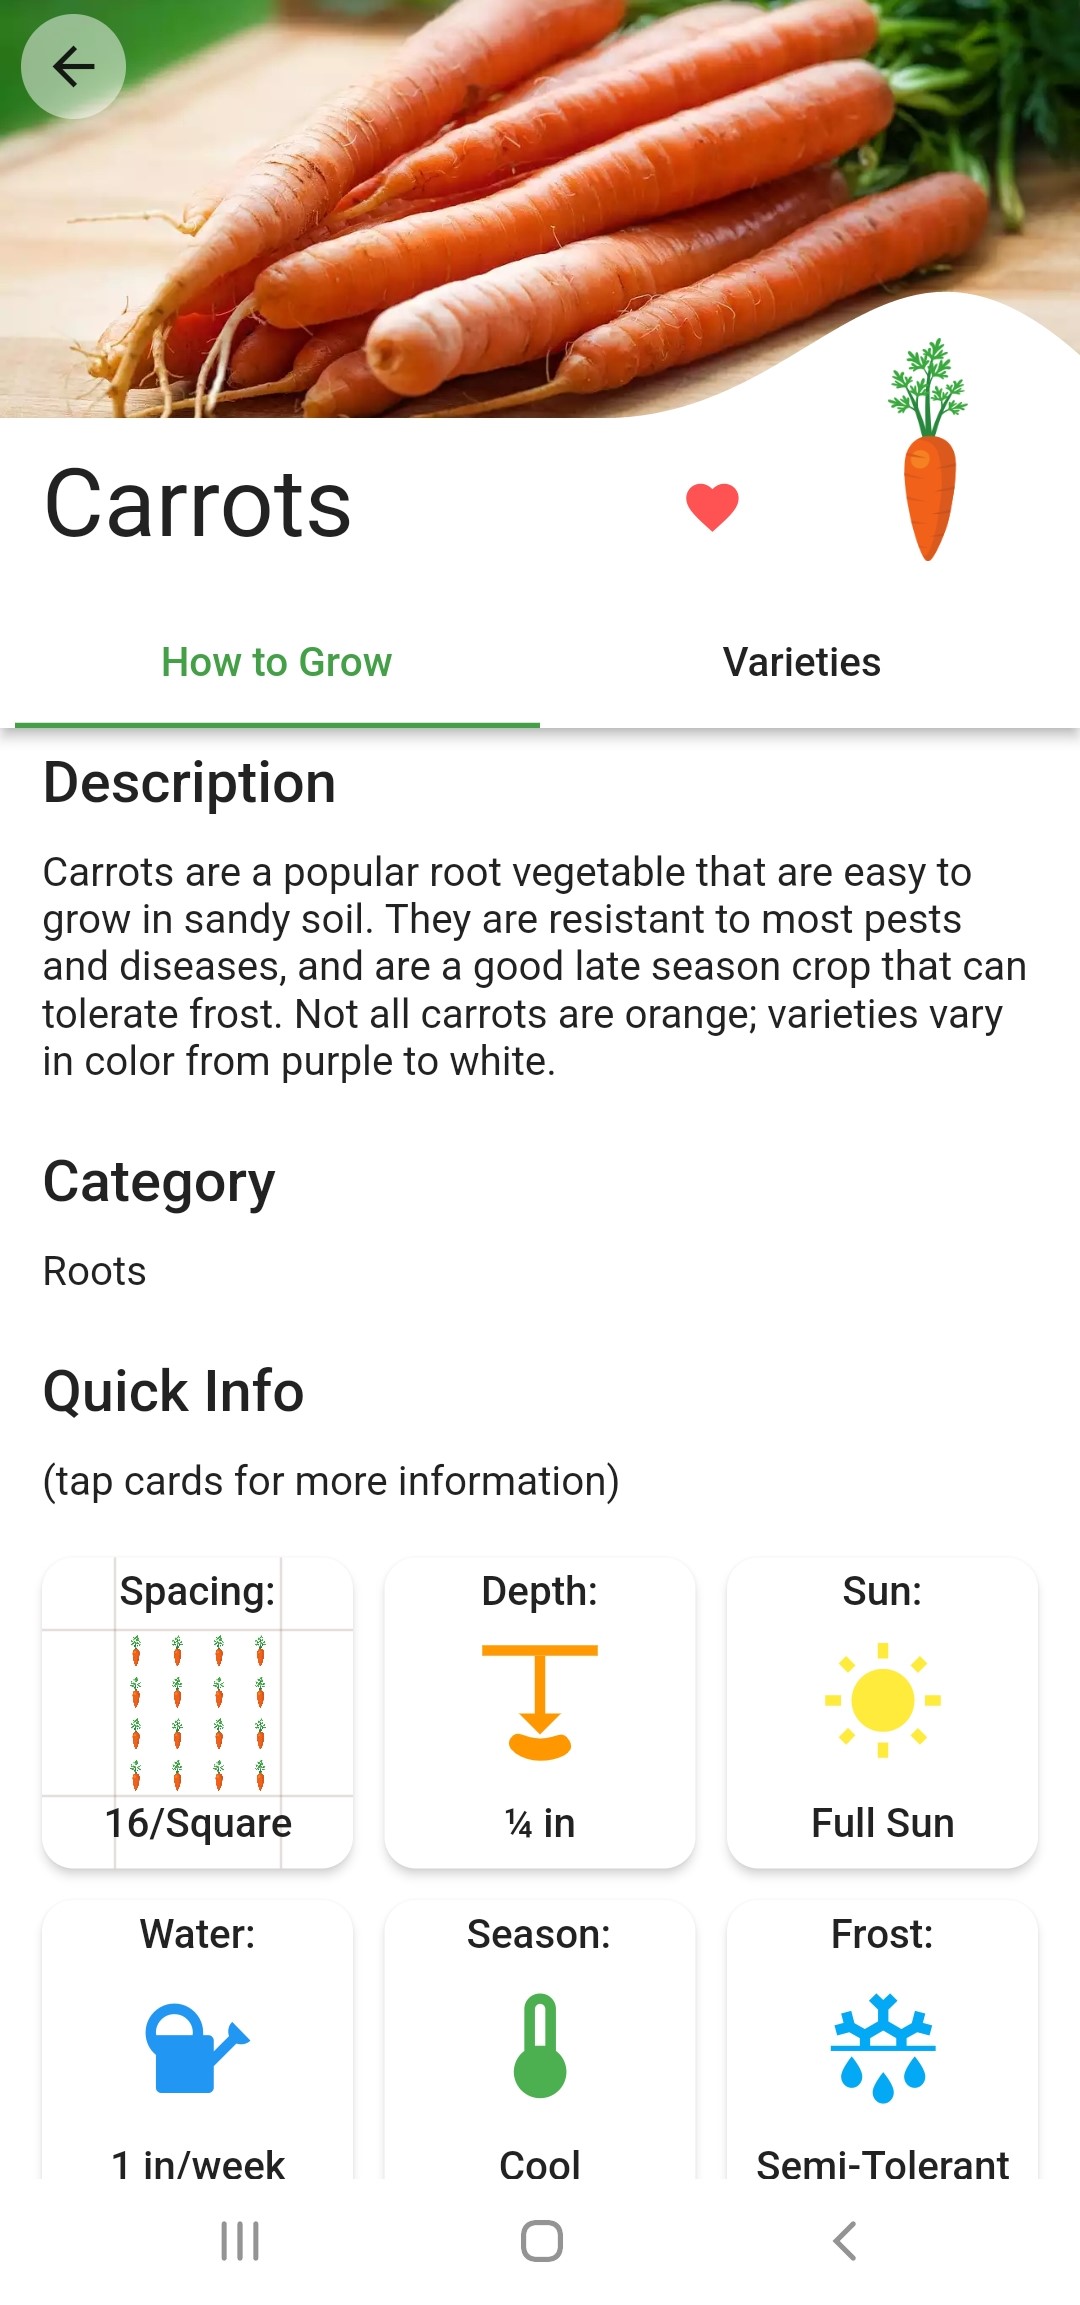 Carrots
How to Grow
Varieties
Description
Carrots are a popular root vegetable that are easy to
grow in sandy soil. They are resistant to most pests
and diseases, and are a good late season crop that can
tolerate frost. Not all carrots are orange; varieties vary
in color from purple to white.
Category
Roots
Quick Info
(tap cards for more information)
Spacing:
16/Square
Depth:
¼ in
Sun:
Full Sun
Water:
1 in/week
Season:
Cool
Frost:
Semi-Tolerant